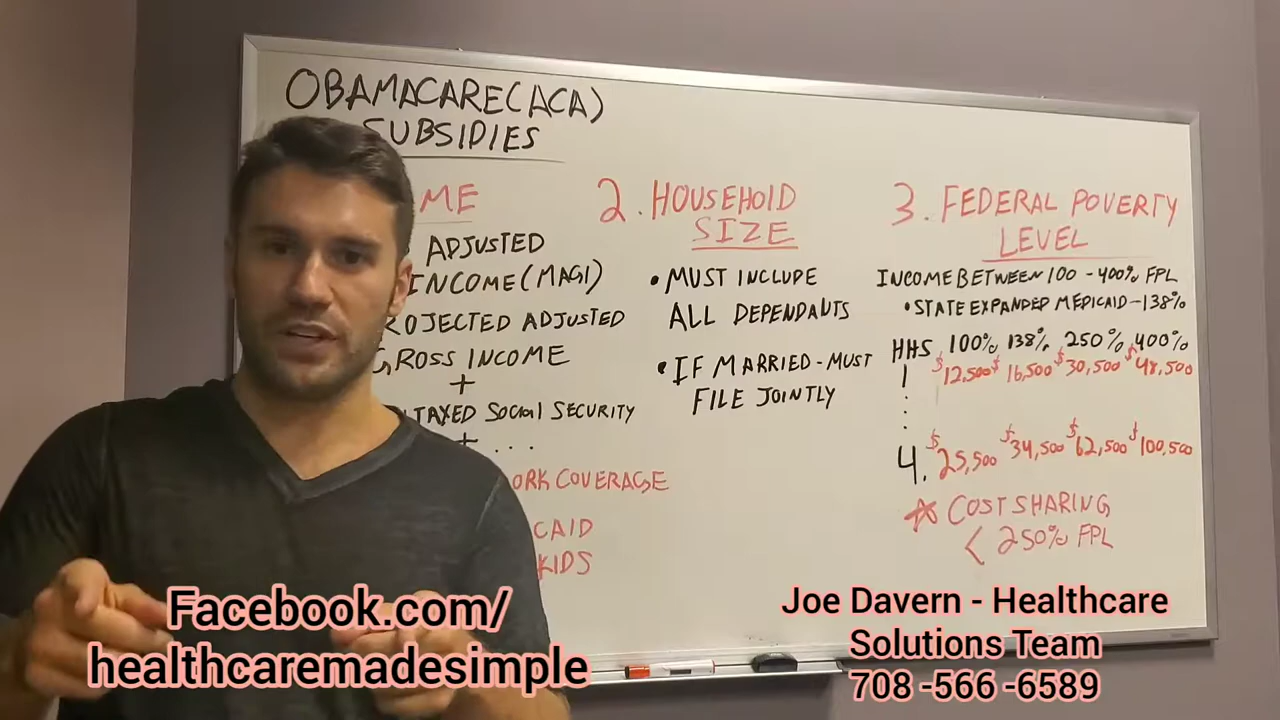 OBAMACARE(ACA)
SUBSIDIES
ME
ADJUSTED
INCOME(MAGI)
ROJECTED ADJUSTED
GROSS INCOME
+
TAXED SOCIAL SECURITY
+ ...
ORK COVERAGE
CAID
KIDS
2. HOUSEHOLD
SIZE
• MUST INCLUDE
ALL DEPENDANTS
• IF MARRIED - MUST
FILE JOINTLY
3. FEDERAL POVERTY
LEVEL
INCOME BETWEEN 100 - 400% FPL
• STATE EXPANDED MEDICAID - 138%
HHS 100% 138% 250% 400%
1 $12,500 $16,500 $30,500 $48,500
4. $25,500 $34,500 $62,500 $100,500
☆ COST SHARING
< 250% FPL
Facebook.com/
healthcaremadesimple
Joe Davern - Healthcare
Solutions Team
708 -566 -6589